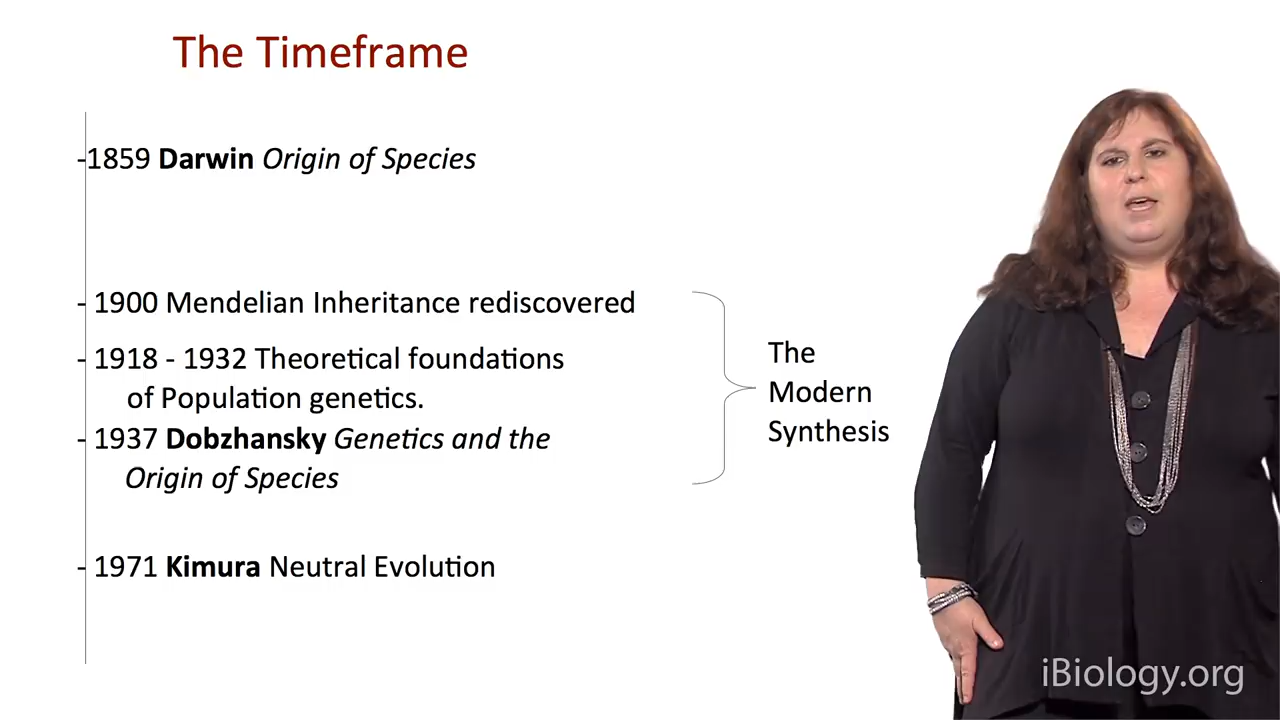 The Timeframe
-1859 Darwin Origin of Species
- 1900 Mendelian Inheritance rediscovered
- 1918 - 1932 Theoretical foundations
of Population genetics.
- 1937 Dobzhansky Genetics and the
Origin of Species
The
Modern
Synthesis
- 1971 Kimura Neutral Evolution
iBiology.org